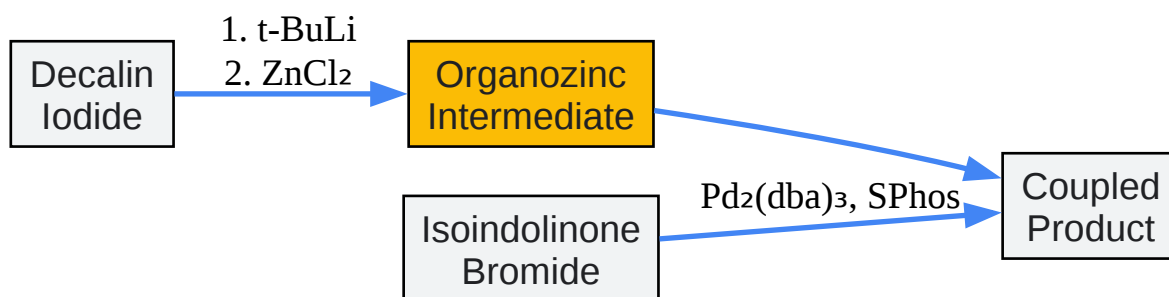 Decalin
Iodide
1. t-BuLi
2. ZnCl₂
Organozinc
Intermediate
Isoindolinone
Bromide
Pd₂(dba)₃, SPhos
Coupled
Product